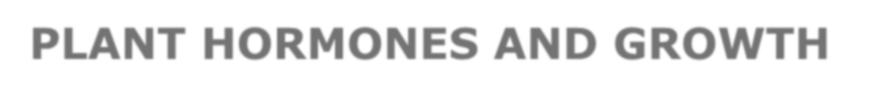 PLANT HORMONES AND GROWTH